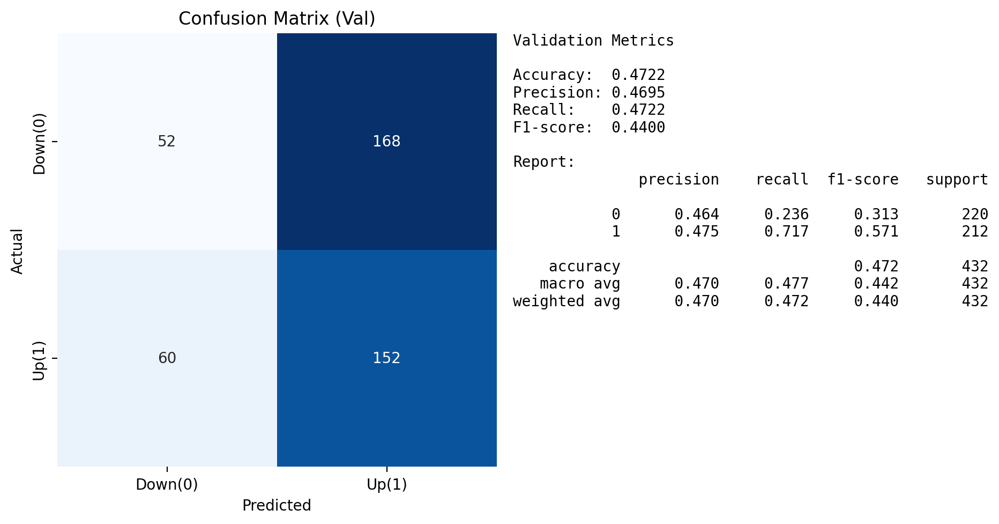 Confusion Matrix (Val)
Actual
Down(0)
Up(1)
52 168
60 152
Down(0) Up(1)
Predicted
Validation Metrics
Accuracy: 0.4722
Precision: 0.4695
Recall: 0.4722
F1-score: 0.4400
Report:
precision recall f1-score support
0 0.464 0.236 0.313 220
1 0.475 0.717 0.571 212
accuracy 0.472 432
macro avg 0.470 0.477 0.442 432
weighted avg 0.470 0.472 0.440 432